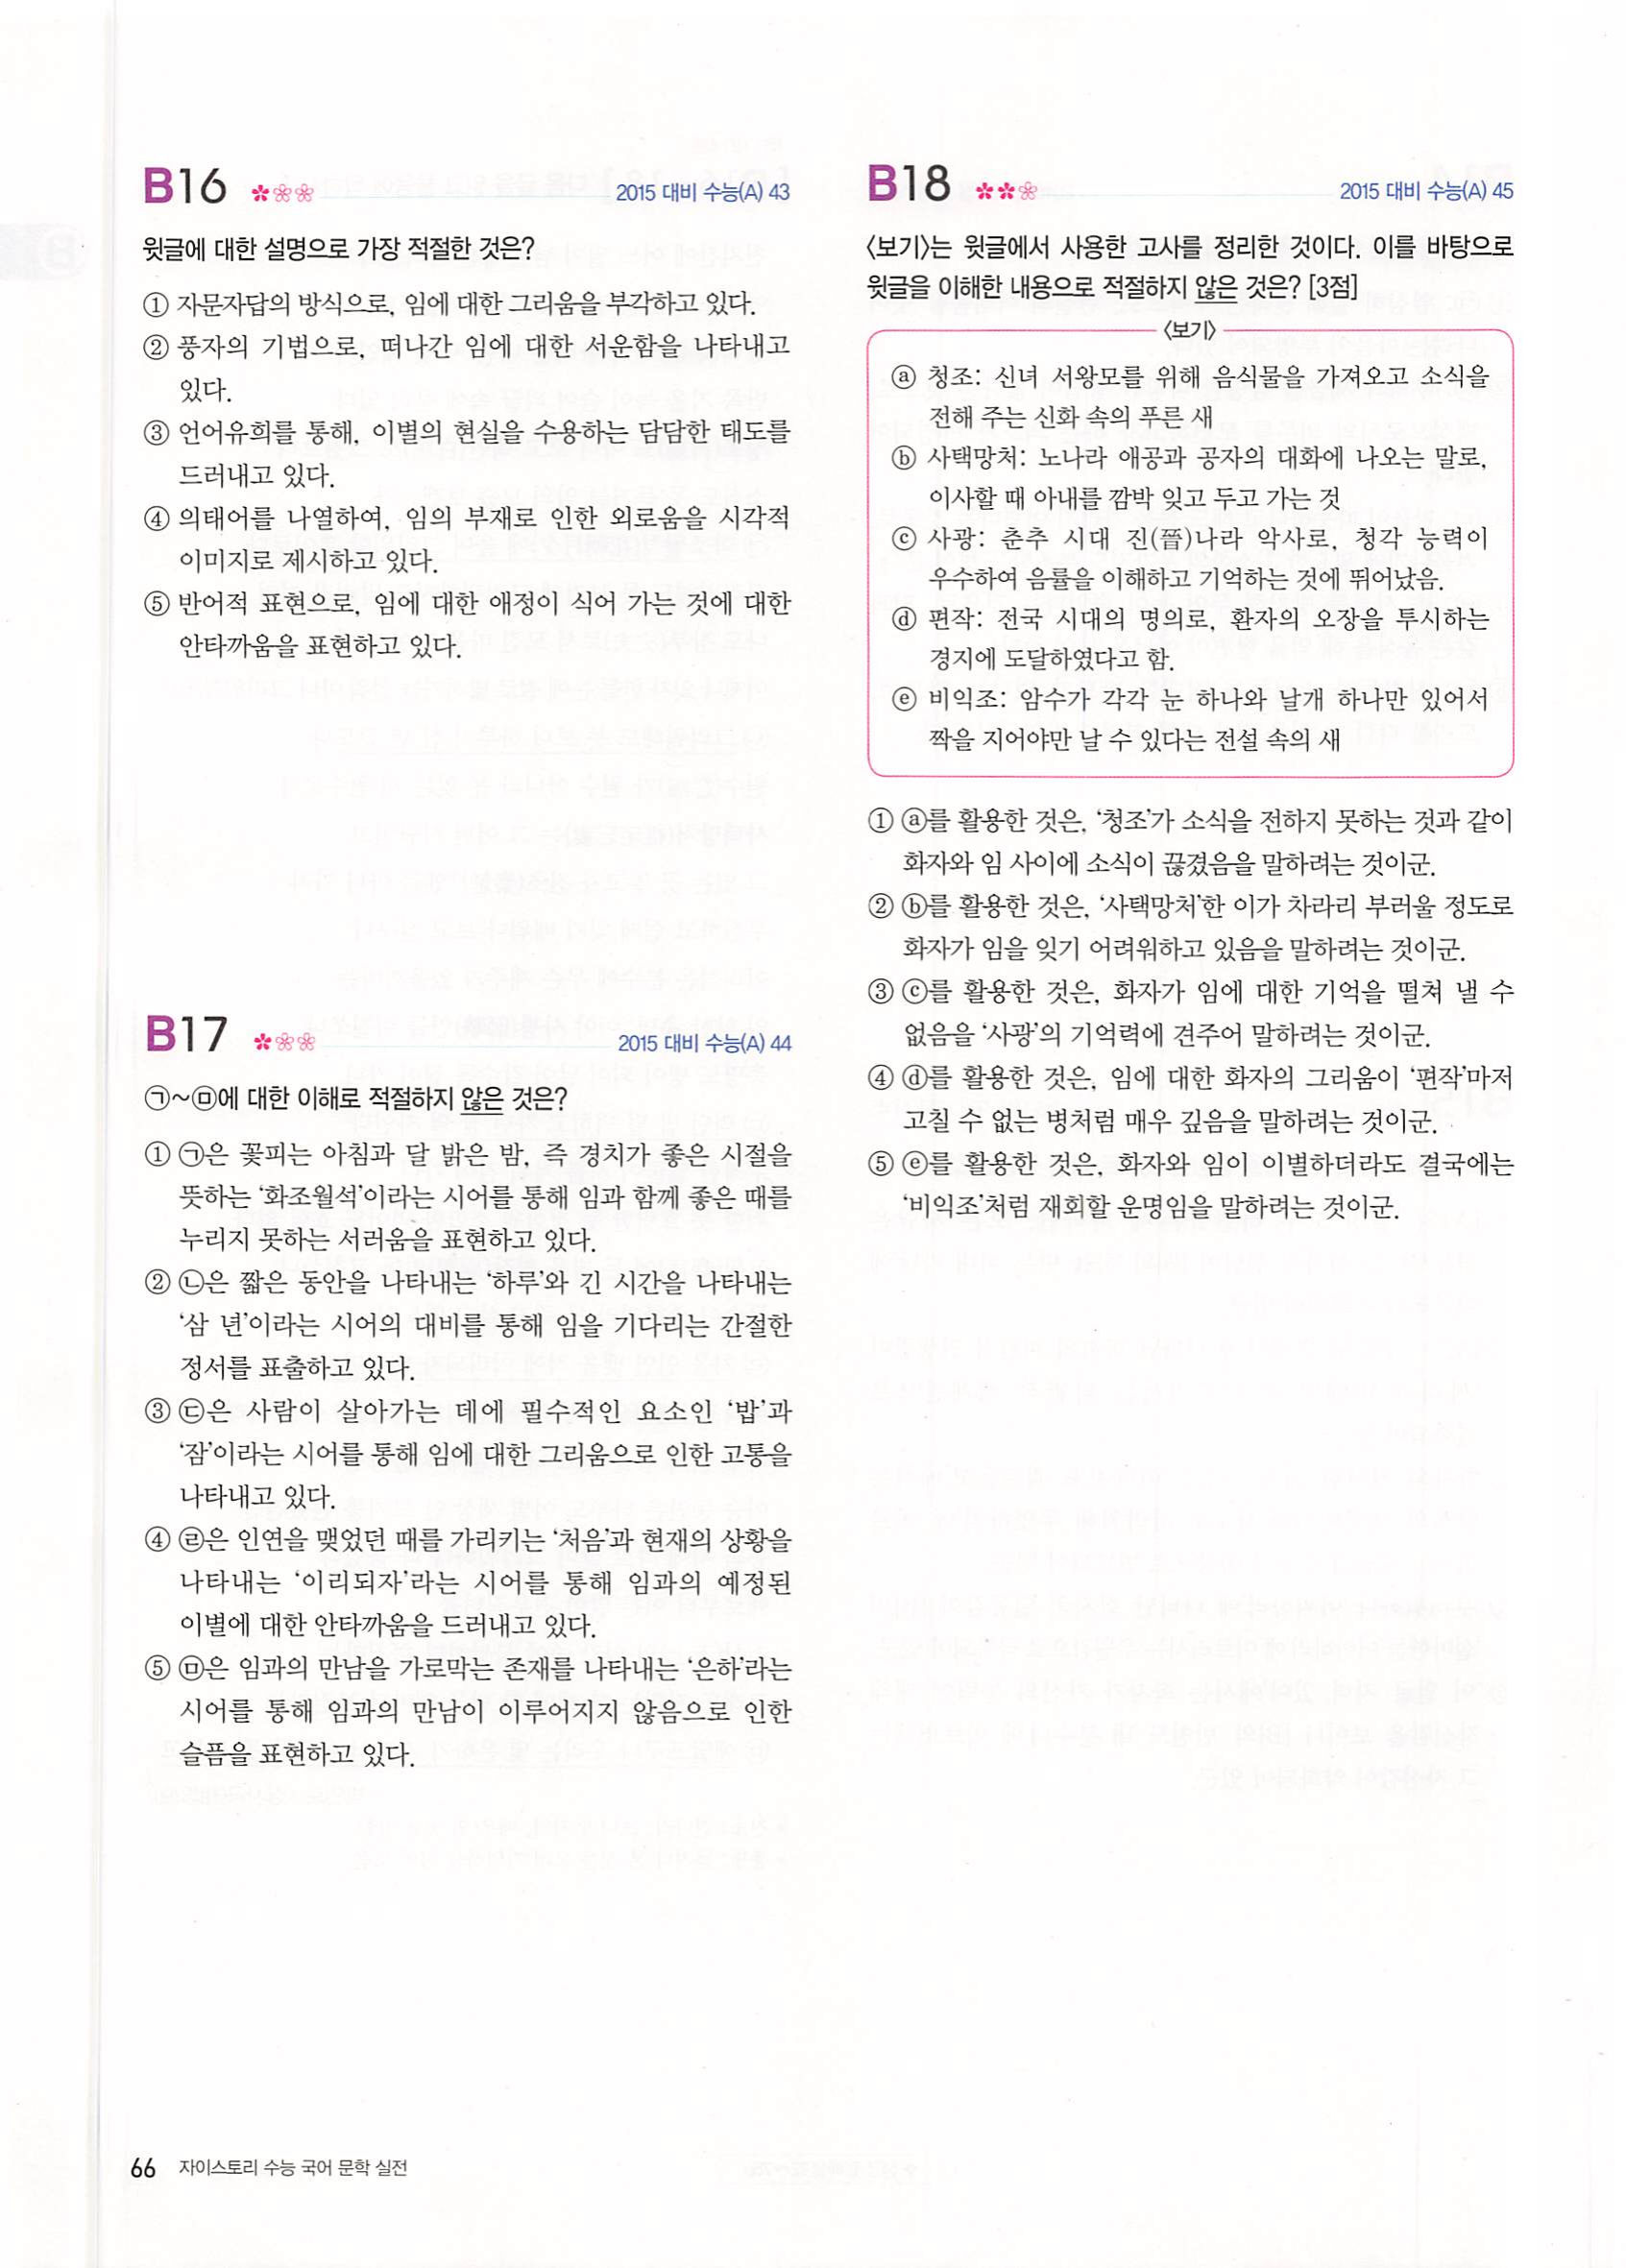 B16
2015 대비 수능(A) 43
윗글에 대한 설명으로 가장 적절한 것은?
① 자문자답의 방식으로, 임에 대한 그리움을 부각하고 있다.
② 풍자의 기법으로, 떠나간 임에 대한 서운함을 나타내고
있다.
③ 언어유희를 통해, 이별의 현실을 수용하는 담담한 태도를
드러내고 있다.
④ 의태어를 나열하여, 임의 부재로 인한 외로움을 시각적
이미지로 제시하고 있다.
⑤ 반어적 표현으로, 임에 대한 애정이 식어 가는 것에 대한
안타까움을 표현하고 있다.
B17
2015 대비 수능(A) 44
㉠~㉤에 대한 이해로 적절하지 않은 것은?
① ㉠은 꽃피는 아침과 달 밝은 밤, 즉 경치가 좋은 시절을
뜻하는 ‘화조월석’이라는 시어를 통해 임과 함께 좋은 때를
누리지 못하는 서러움을 표현하고 있다.
② ㉡은 짧은 동안을 나타내는 ‘하루’와 긴 시간을 나타내는
‘삼 년’이라는 시어의 대비를 통해 임을 기다리는 간절한
정서를 표출하고 있다.
③ ㉢은 사람이 살아가는 데에 필수적인 요소인 ‘밥’과
‘잠’이라는 시어를 통해 임에 대한 그리움으로 인한 고통을
나타내고 있다.
④ ㉣은 인연을 맺었던 때를 가리키는 ‘처음’과 현재의 상황을
나타내는 ‘이리되자’라는 시어를 통해 임과의 예정된
이별에 대한 안타까움을 드러내고 있다.
⑤ ㉤은 임과의 만남을 가로막는 존재를 나타내는 ‘은하’라는
시어를 통해 임과의 만남이 이루어지지 않음으로 인한
슬픔을 표현하고 있다.
B18
2015 대비 수능(A) 45
〈보기〉는 윗글에서 사용한 고사를 정리한 것이다. 이를 바탕으로
윗글을 이해한 내용으로 적절하지 않은 것은? [3점]
〈보기〉
ⓐ 청조: 신녀 서왕모를 위해 음식물을 가져오고 소식을
전해 주는 신화 속의 푸른 새
ⓑ 사택망처: 노나라 애공과 공자의 대화에 나오는 말로,
이사할 때 아내를 깜박 잊고 두고 가는 것
ⓒ 사광: 춘추 시대 진(晉)나라 악사로, 청각 능력이
우수하여 음률을 이해하고 기억하는 것에 뛰어났음.
ⓓ 편작: 전국 시대의 명의로, 환자의 오장을 투시하는
경지에 도달하였다고 함.
ⓔ 비익조: 암수가 각각 눈 하나와 날개 하나만 있어서
짝을 지어야만 날 수 있다는 전설 속의 새
① ⓐ를 활용한 것은, ‘청조’가 소식을 전하지 못하는 것과 같이
화자와 임 사이에 소식이 끊겼음을 말하려는 것이군.
② ⓑ를 활용한 것은, ‘사택망처’한 이가 차라리 부러울 정도로
화자가 임을 잊기 어려워하고 있음을 말하려는 것이군.
③ ⓒ를 활용한 것은, 화자가 임에 대한 기억을 떨쳐 낼 수
없음을 ‘사광’의 기억력에 견주어 말하려는 것이군.
④ ⓓ를 활용한 것은, 임에 대한 화자의 그리움이 ‘편작’마저
고칠 수 없는 병처럼 매우 깊음을 말하려는 것이군.
⑤ ⓔ를 활용한 것은, 화자와 임이 이별하더라도 결국에는
‘비익조’처럼 재회할 운명임을 말하려는 것이군.
66 자이스토리 수능 국어 문학 실전